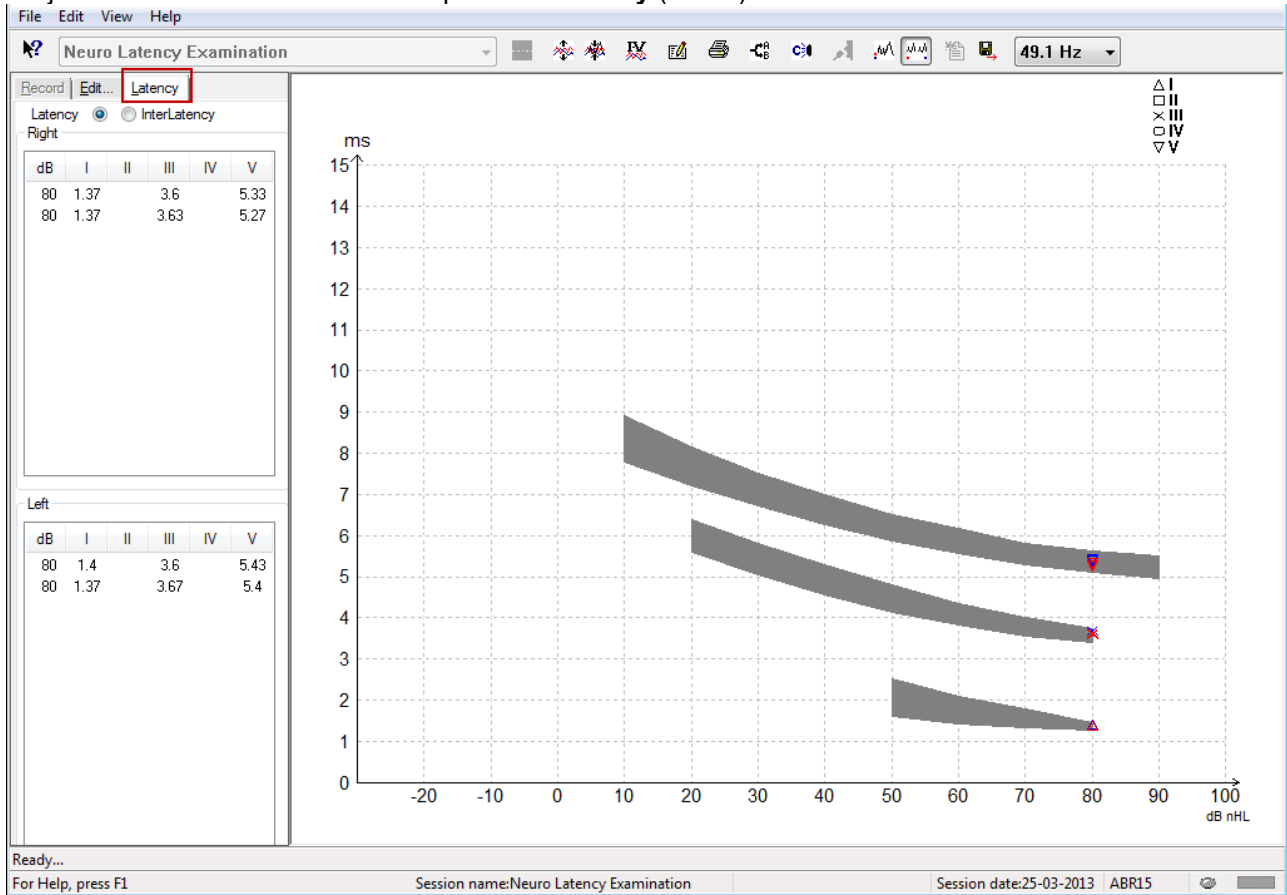 File Edit View Help
Neuro Latency Examination
49.1 Hz
Record Edit... Latency
Latency InterLatency
Right
dB I II III IV V
80 1.37 3.6 5.33
80 1.37 3.63 5.27
Left
dB I II III IV V
80 1.4 3.6 5.43
80 1.37 3.67 5.4
I
II
III
IV
V
ms
15
14
13
12
11
10
9
8
7
6
5
4
3
2
1
0
-20 -10 0 10 20 30 40 50 60 70 80 90 100
dB nHL
Ready...
For Help, press F1 Session name:Neuro Latency Examination Session date:25-03-2013 ABR15